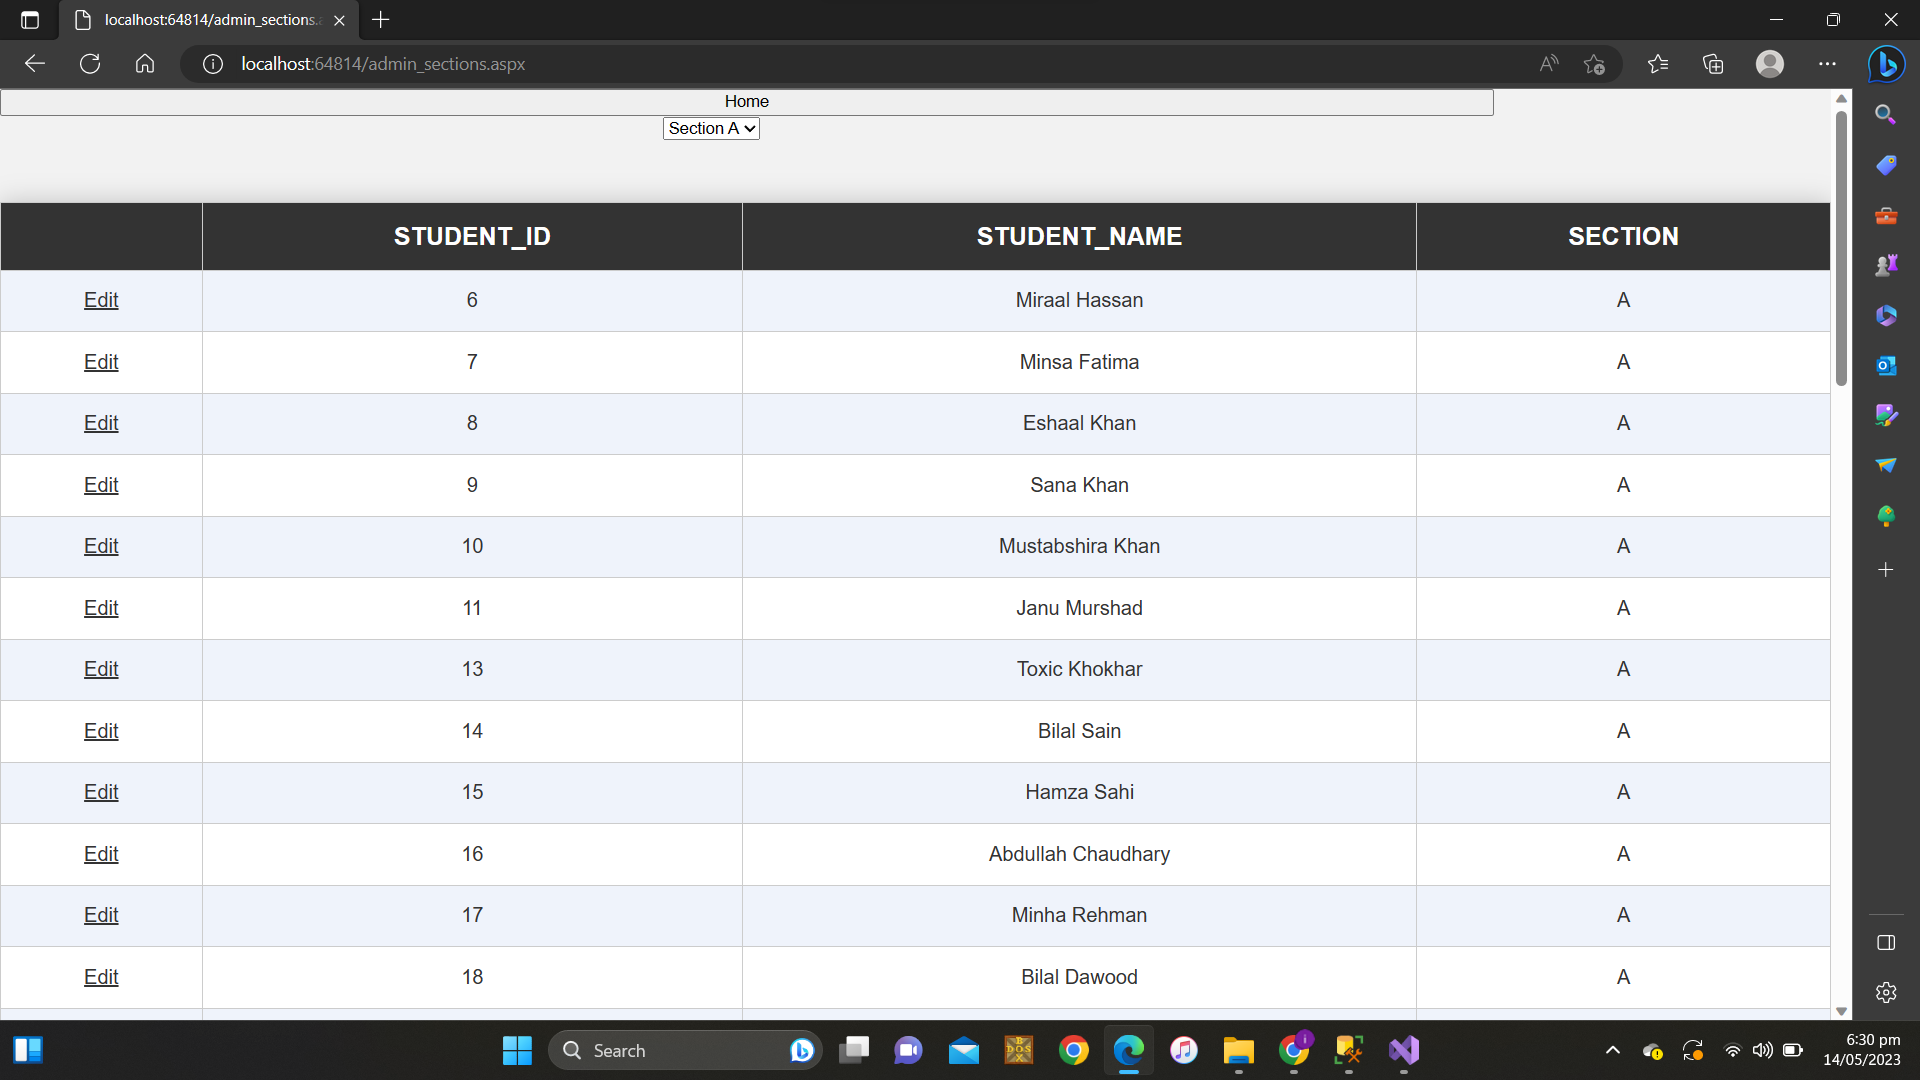 localhost:64814/admin_sections.
localhost:64814/admin_sections.aspx
Home
Section A
STUDENT_ID STUDENT_NAME SECTION
Edit 6 Miraal Hassan A
Edit 7 Minsa Fatima A
Edit 8 Eshaal Khan A
Edit 9 Sana Khan A
Edit 10 Mustabshira Khan A
Edit 11 Janu Murshad A
Edit 13 Toxic Khokhar A
Edit 14 Bilal Sain A
Edit 15 Hamza Sahi A
Edit 16 Abdullah Chaudhary A
Edit 17 Minha Rehman A
Edit 18 Bilal Dawood A
Search
6:30 pm
14/05/2023